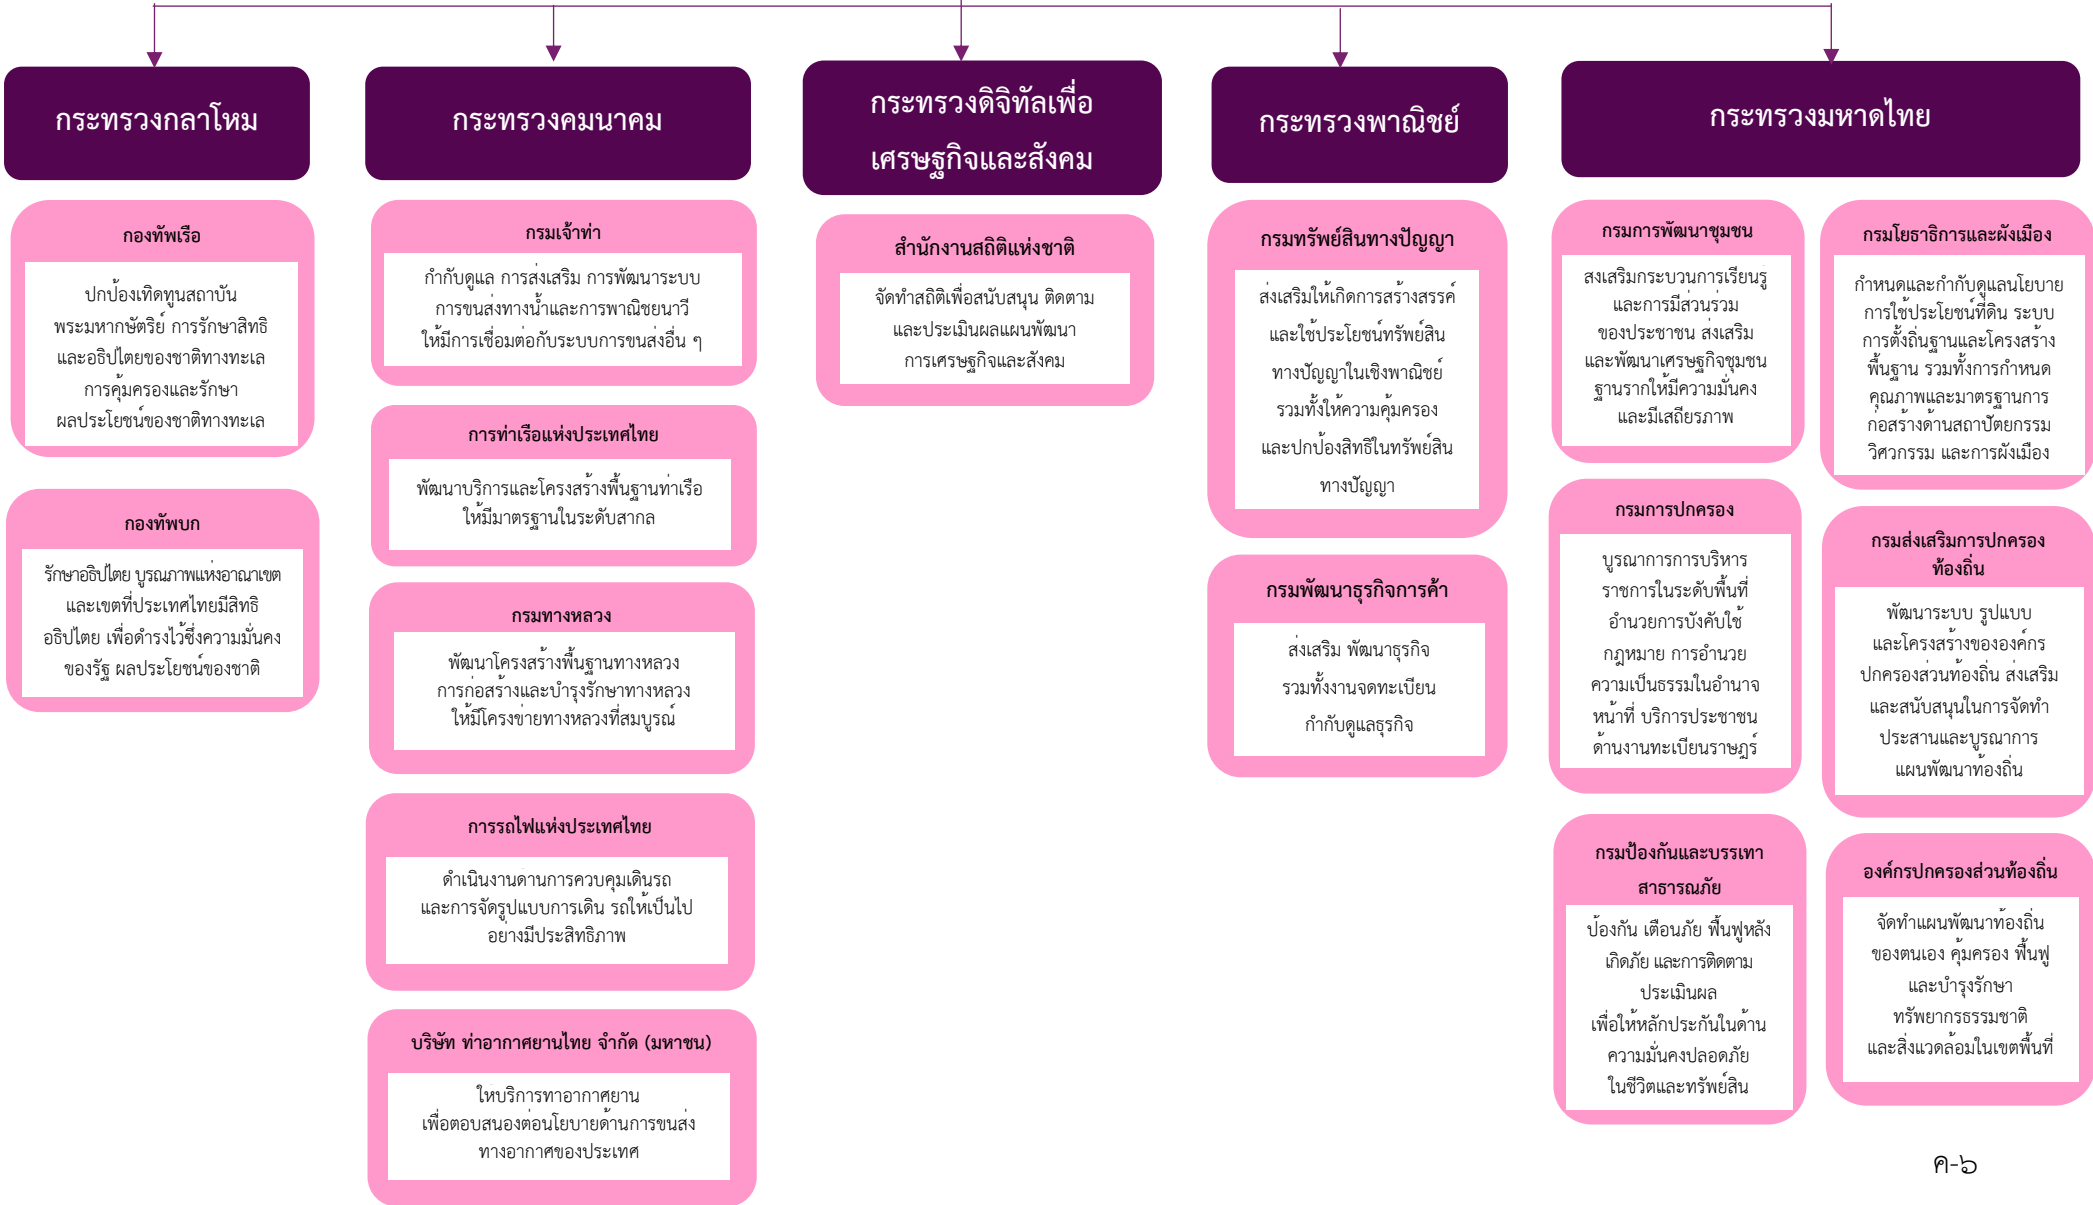 กระทรวงกลาโหม
กองทัพเรือ
ปกป้องเทิดทูนสถาบัน
พระมหากษัตริย์ การรักษาสิทธิ
และอธิปไตยของชาติทางทะเล
การคุ้มครองและรักษา
ผลประโยชน์ของชาติทางทะเล
กองทัพบก
รักษาอธิปไตย บูรณภาพแห่งอาณาเขต
และเขตที่ประเทศไทยมีสิทธิ
อธิปไตย เพื่อดำรงไว้ซึ่งความมั่นคง
ของรัฐ ผลประโยชน์ของชาติ
กระทรวงคมนาคม
กรมเจ้าท่า
กำกับดูแล การส่งเสริม การพัฒนาระบบ
การขนส่งทางน้ำและการพาณิชยนาวี
ให้มีการเชื่อมต่อกับระบบการขนส่งอื่น ๆ
การท่าเรือแห่งประเทศไทย
พัฒนาบริการและโครงสร้างพื้นฐานท่าเรือ
ให้มีมาตรฐานในระดับสากล
กรมทางหลวง
พัฒนาโครงสร้างพื้นฐานทางหลวง
การก่อสร้างและบำรุงรักษาทางหลวง
ให้มีโครงข่ายทางหลวงที่สมบูรณ์
การรถไฟแห่งประเทศไทย
ดำเนินงานด้านการควบคุมเดินรถ
และการจัดรูปแบบการเดิน รถให้เป็นไป
อย่างมีประสิทธิภาพ
บริษัท ท่าอากาศยานไทย จำกัด (มหาชน)
ให้บริการทาอากาศยาน
เพื่อตอบสนองต่อนโยบายด้านการขนส่ง
ทางอากาศของประเทศ
กระทรวงดิจิทัลเพื่อ
เศรษฐกิจและสังคม
สำนักงานสถิติแห่งชาติ
จัดทำสถิติเพื่อสนับสนุน ติดตาม
และประเมินผลแผนพัฒนา
การเศรษฐกิจและสังคม
กระทรวงพาณิชย์
กรมทรัพย์สินทางปัญญา
ส่งเสริมให้เกิดการสร้างสรรค์
และใช้ประโยชน์ทรัพย์สิน
ทางปัญญาในเชิงพาณิชย์
รวมทั้งให้ความคุ้มครอง
และปกป้องสิทธิในทรัพย์สิน
ทางปัญญา
กรมพัฒนาธุรกิจการค้า
ส่งเสริม พัฒนาธุรกิจ
รวมทั้งงานจดทะเบียน
กำกับดูแลธุรกิจ
กระทรวงมหาดไทย
กรมการพัฒนาชุมชน
สงเสริมกระบวนการเรียนรู้
และการมีส่วนร่วม
ของประชาชน ส่งเสริม
และพัฒนาเศรษฐกิจชุมชน
ฐานรากให้มีความมั่นคง
และมีเสถียรภาพ
กรมการปกครอง
บูรณาการการบริหาร
ราชการในระดับพื้นที่
อำนวยการบังคับใช้
กฎหมาย การอำนวย
ความเป็นธรรมในอำนาจ
หน้าที่ บริการประชาชน
ด้านงานทะเบียนราษฎร์
กรมป้องกันและบรรเทา
สาธารณภัย
ป้องกัน เตือนภัย ฟื้นฟูหลัง
เกิดภัย และการติดตาม
ประเมินผล
เพื่อให้หลักประกันในด้าน
ความมั่นคงปลอดภัย
ในชีวิตและทรัพย์สิน
กรมโยธาธิการและผังเมือง
กำหนดและกำกับดูแลนโยบาย
การใช้ประโยชน์ที่ดิน ระบบ
การตั้งถิ่นฐานและโครงสร้าง
พื้นฐาน รวมทั้งการกำหนด
คุณภาพและมาตรฐานการ
ก่อสร้างด้านสถาปัตยกรรม
วิศวกรรม และการผังเมือง
กรมส่งเสริมการปกครอง
ท้องถิ่น
พัฒนาระบบ รูปแบบ
และโครงสร้างขององค์กร
ปกครองส่วนท้องถิ่น ส่งเสริม
และสนับสนุนในการจัดทำ
ประสานและบูรณาการ
แผนพัฒนาท้องถิ่น
องค์กรปกครองส่วนท้องถิ่น
จัดทำแผนพัฒนาท้องถิ่น
ของตนเอง คุ้มครอง ฟื้นฟู
และบำรุงรักษา
ทรัพยากรธรรมชาติ
และสิ่งแวดล้อมในเขตพื้นที่
ค-๖